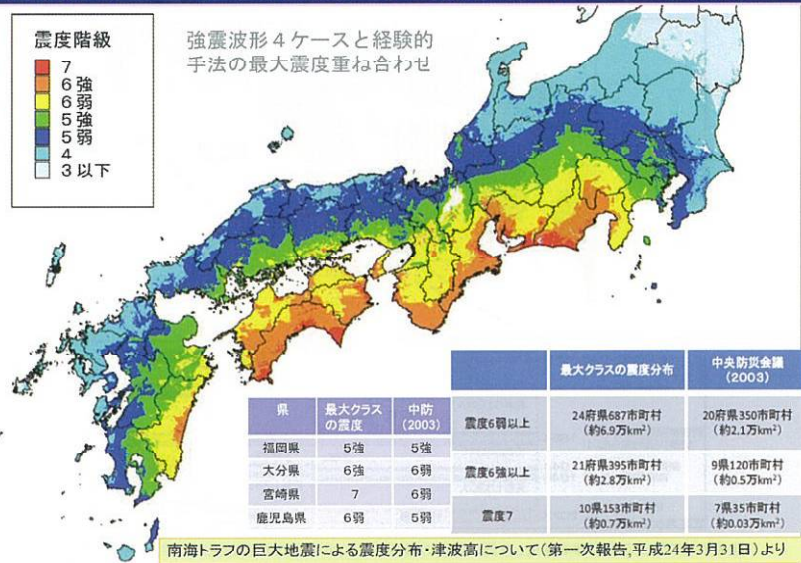 震度階級
7
6強
6弱
5強
5弱
4
3以下
強震波形4ケースと経験的
手法の最大震度重ね合わせ
県 最大クラスの震度 中防(2003)
福岡県 5強 5強
大分県 6強 6弱
宮崎県 7 6弱
鹿児島県 6弱 5弱
最大クラスの震度分布 中央防災会議(2003)
震度6弱以上 24府県687市町村(約6.9万km²) 20府県350市町村(約2.1万km²)
震度6強以上 21府県395市町村(約2.8万km²) 9県120市町村(約0.5万km²)
震度7 10県153市町村(約0.7万km²) 7県35市町村(約0.03万km²)
南海トラフの巨大地震による震度分布・津波高について(第一次報告,平成24年3月31日)より